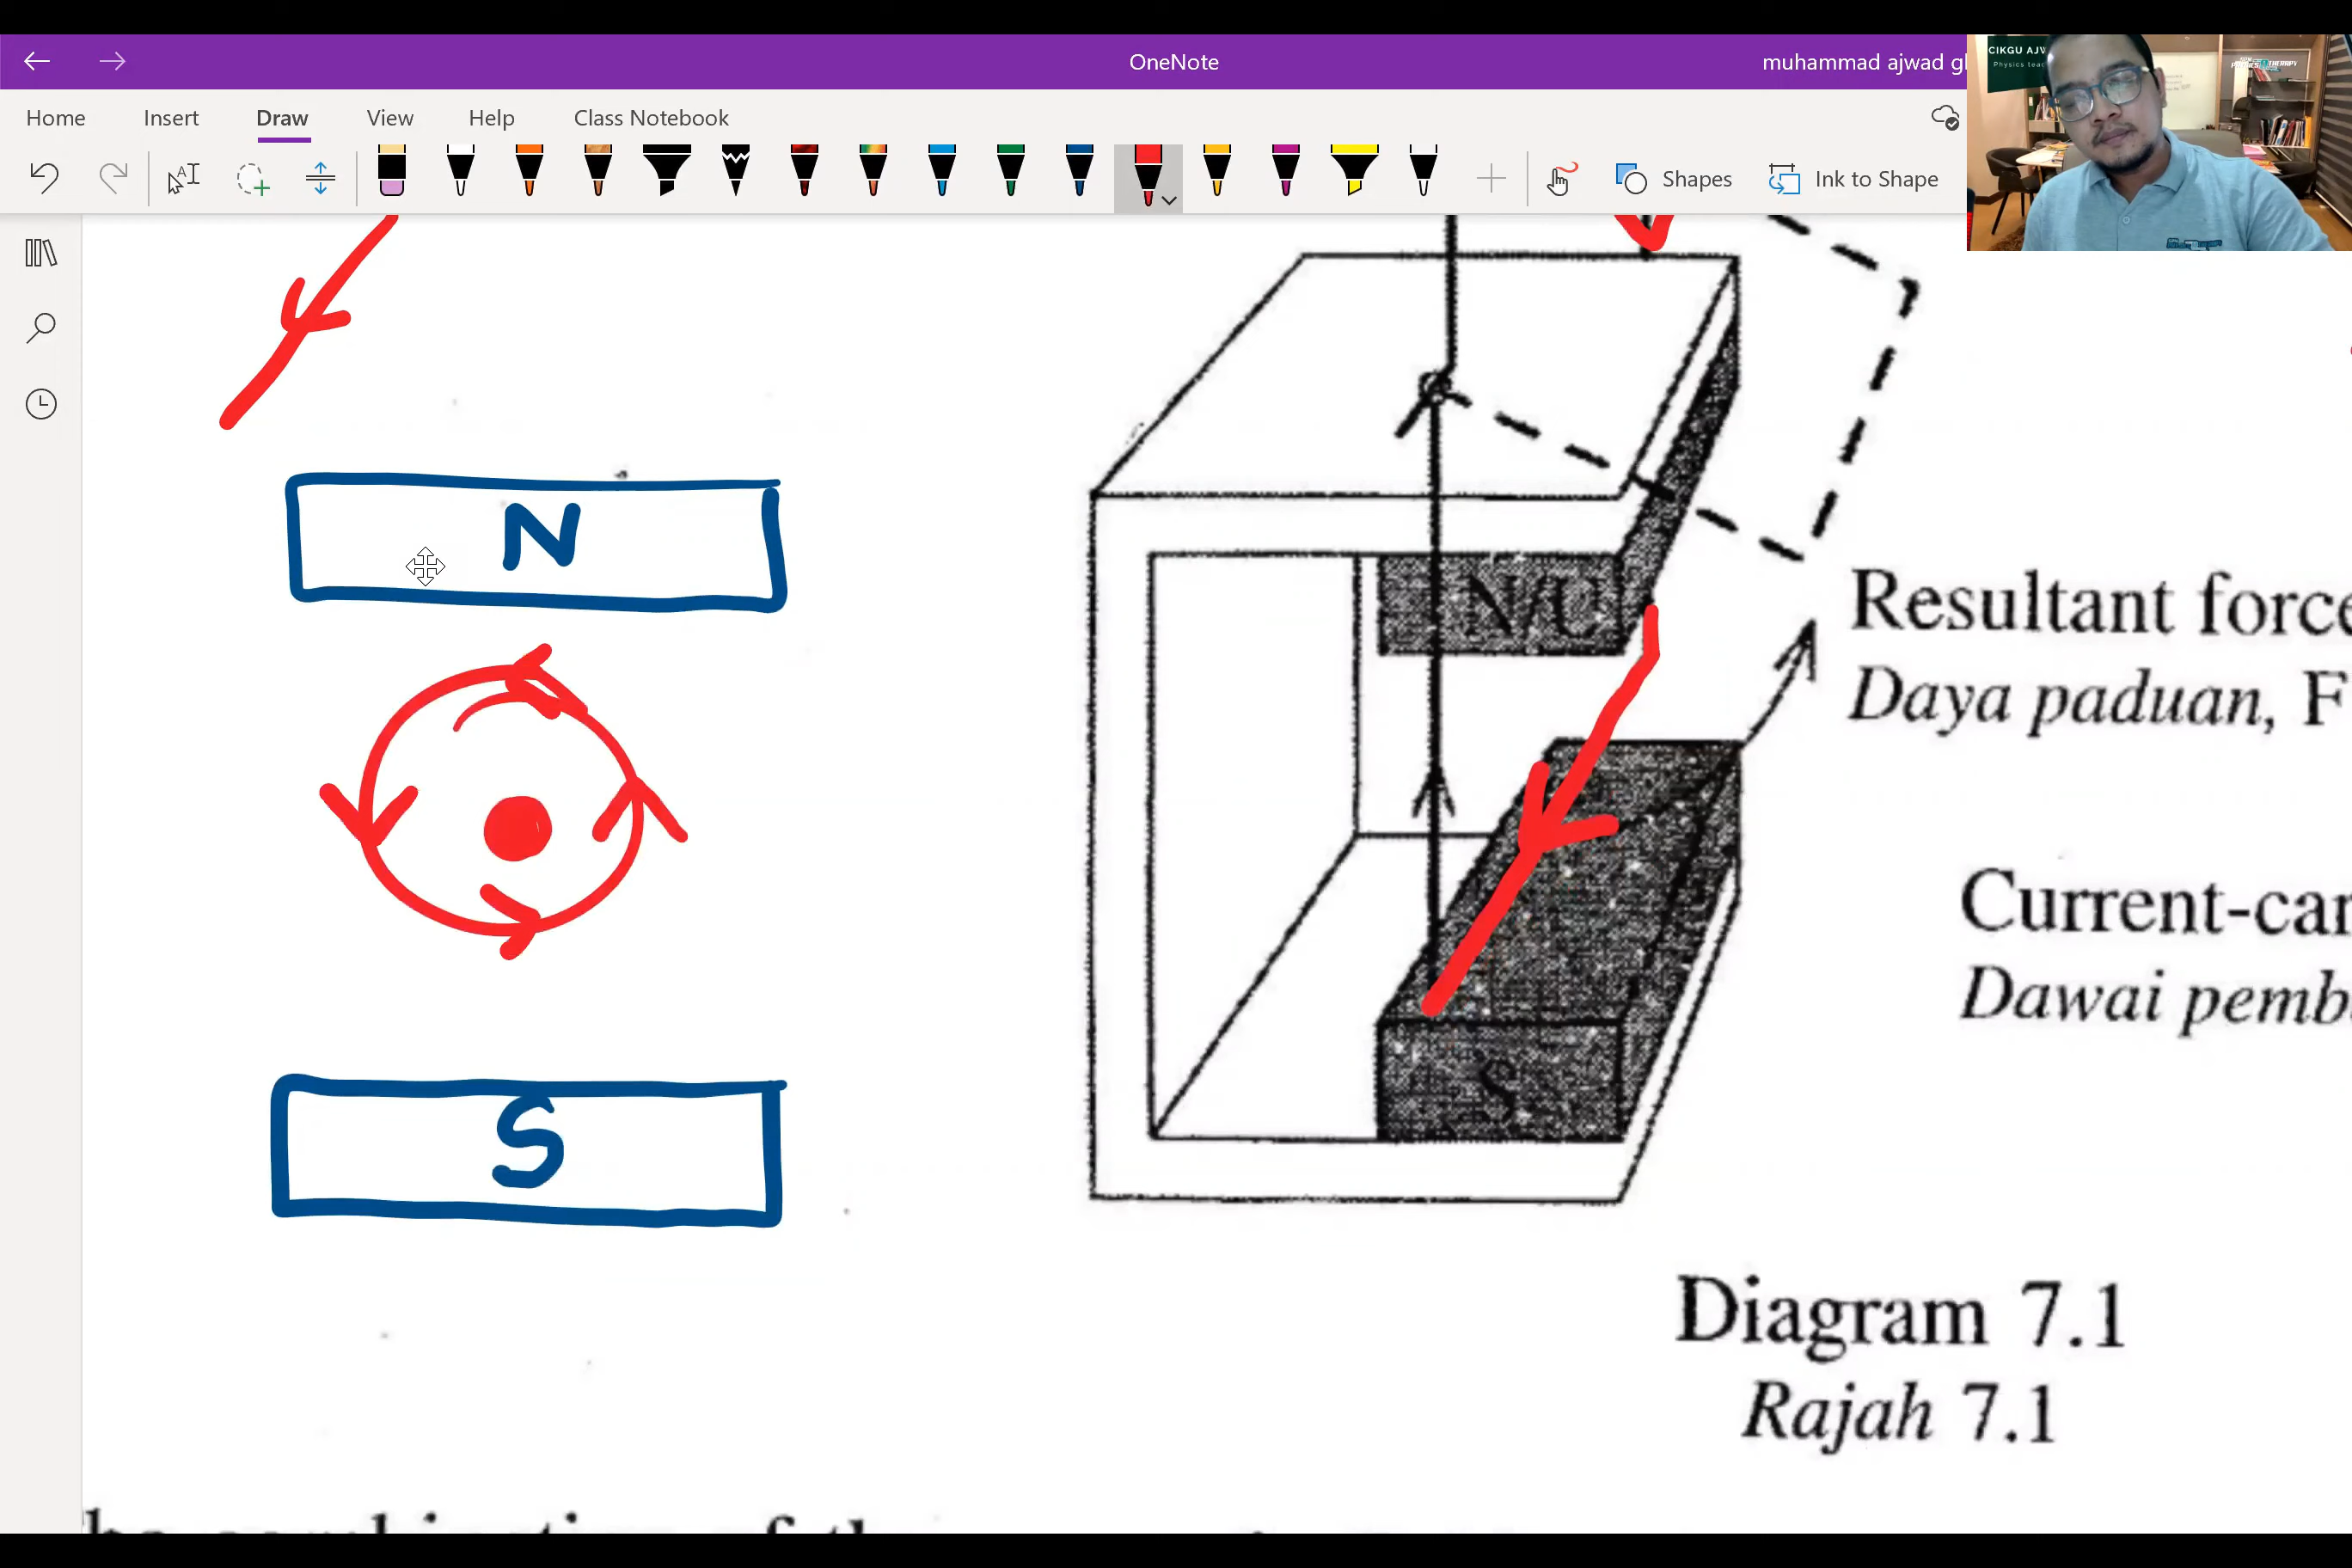 OneNote
muhammad ajwad
CIKGU
Physics
Home Insert Draw View Help Class Notebook
Shapes Ink to Shape
N
N/U
Resultant force
Daya paduan, F
S
S
Current-car
Dawai pemb
Diagram 7.1
Rajah 7.1